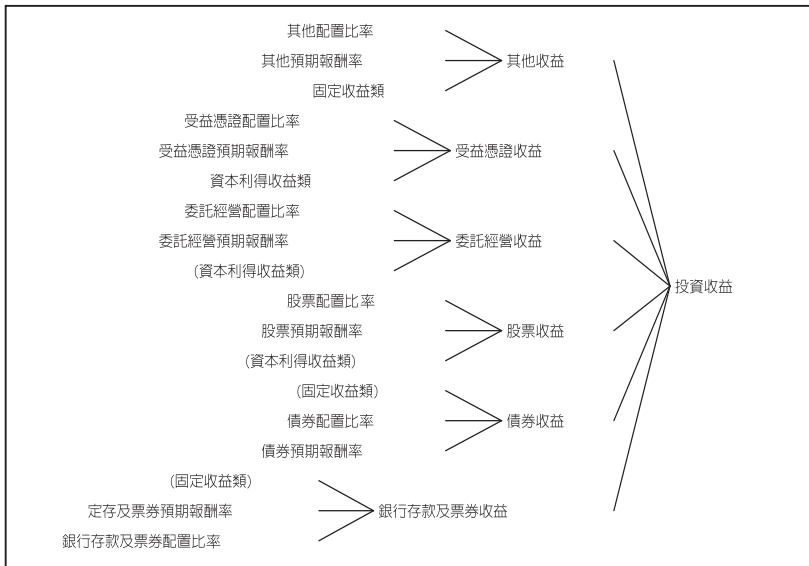 其他配置比率
其他預期報酬率
其他收益
固定收益類
受益憑證配置比率
受益憑證預期報酬率
受益憑證收益
資本利得收益類
委託經營配置比率
委託經營預期報酬率
委託經營收益
(資本利得收益類)
投資收益
股票配置比率
股票預期報酬率
股票收益
(資本利得收益類)
(固定收益類)
債券配置比率
債券收益
債券預期報酬率
(固定收益類)
定存及票券預期報酬率
銀行存款及票券收益
銀行存款及票券配置比率